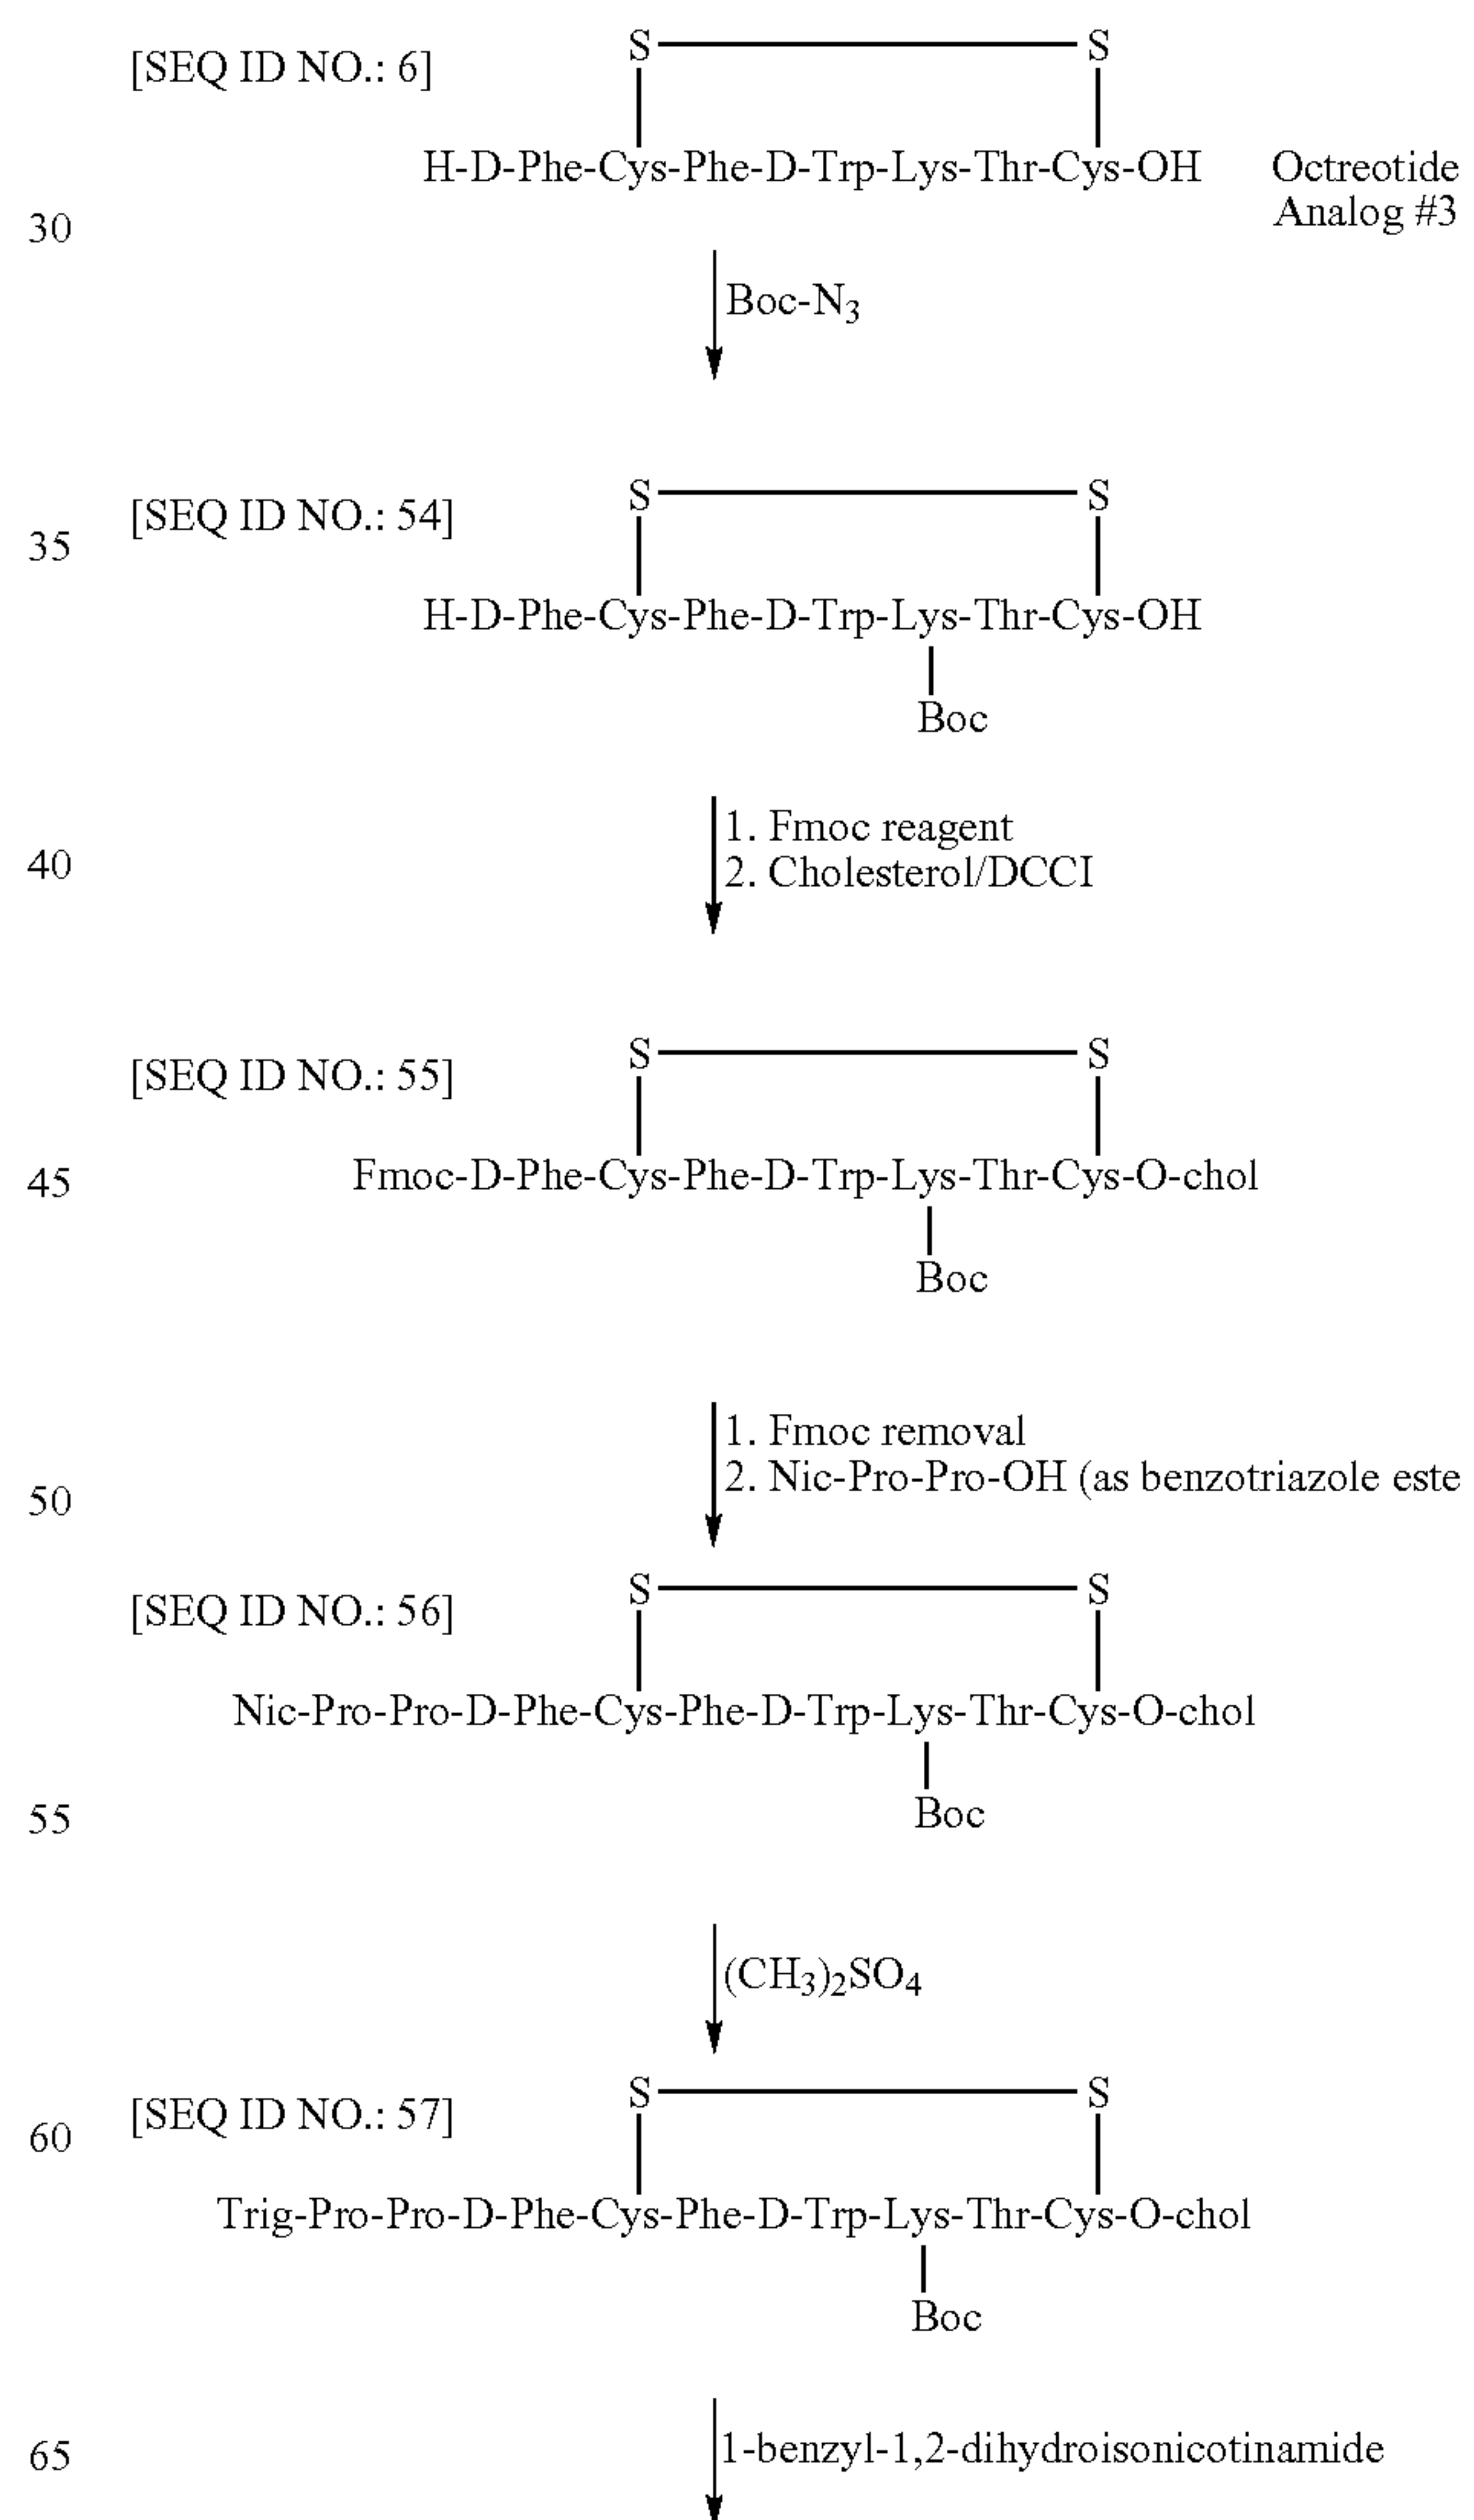 S S
[SEQ ID NO.: 6]
H-D-Phe-Cys-Phe-D-Trp-Lys-Thr-Cys-OH Octreotide
Analog #3
30
Boc-N3
S S
[SEQ ID NO.: 54]
35
H-D-Phe-Cys-Phe-D-Trp-Lys-Thr-Cys-OH
Boc
1. Fmoc reagent
40
2. Cholesterol/DCCI
S S
[SEQ ID NO.: 55]
45
Fmoc-D-Phe-Cys-Phe-D-Trp-Lys-Thr-Cys-O-chol
Boc
1. Fmoc removal
2. Nic-Pro-Pro-OH (as benzotriazole este
50
S S
[SEQ ID NO.: 56]
Nic-Pro-Pro-D-Phe-Cys-Phe-D-Trp-Lys-Thr-Cys-O-chol
Boc
55
(CH3)2SO4
S S
[SEQ ID NO.: 57]
60
Trig-Pro-Pro-D-Phe-Cys-Phe-D-Trp-Lys-Thr-Cys-O-chol
Boc
65
1-benzyl-1,2-dihydroisonicotinamide